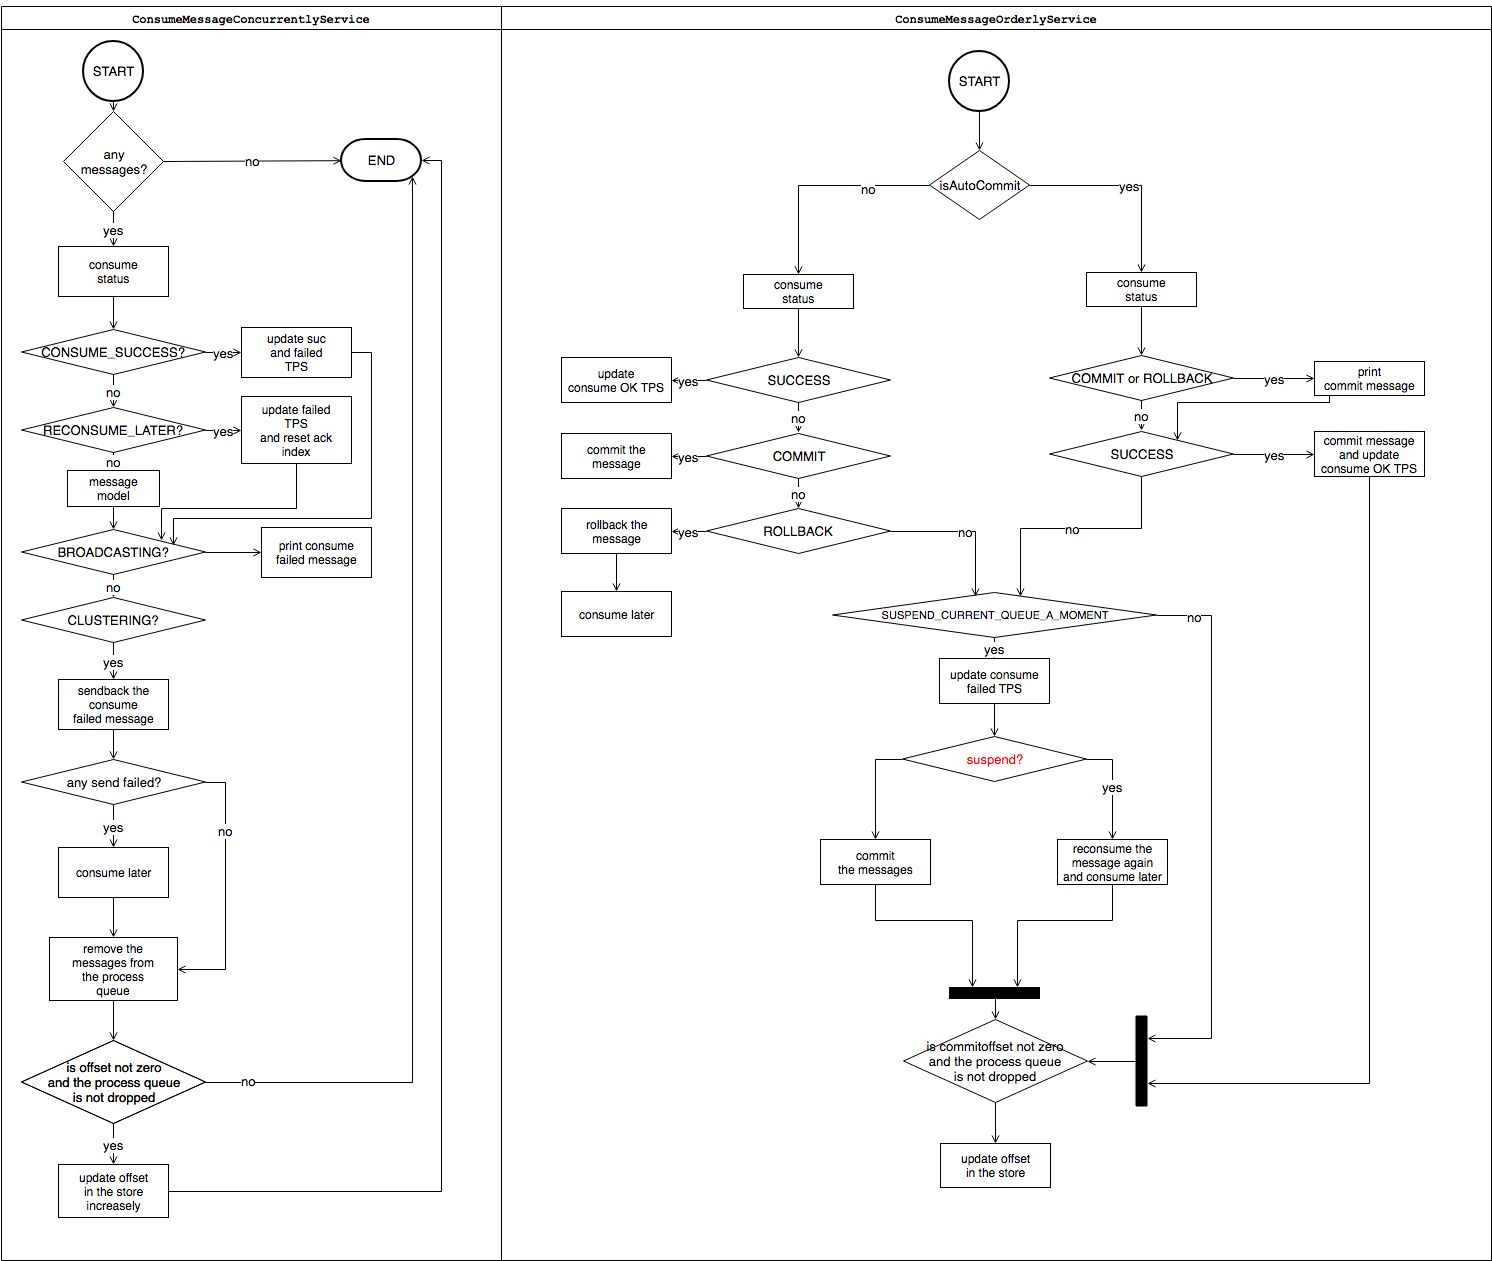 ConsumeMessageConcurrentlyService
START
any
messages?
no
END
yes
consume
status
CONSUME_SUCCESS?
yes
update suc
and failed
TPS
no
RECONSUME_LATER?
yes
update failed
TPS
and reset ack
index
no
message
model
BROADCASTING?
print consume
failed message
no
CLUSTERING?
yes
sendback the
consume
failed message
any send failed?
yes
no
consume later
remove the
messages from
the process
queue
is offset not zero
and the process queue
is not dropped
no
yes
update offset
in the store
increasely
ConsumeMessageOrderlyService
START
isAutoCommit
no
yes
consume
status
consume
status
SUCCESS
yes
update
consume OK TPS
no
COMMIT
yes
commit the
message
no
ROLLBACK
yes
rollback the
message
consume later
no
COMMIT or ROLLBACK
yes
print
commit message
no
SUCCESS
yes
commit message
and update
consume OK TPS
no
SUSPEND_CURRENT_QUEUE_A_MOMENT
no
yes
update consume
failed TPS
suspend?
yes
commit
the messages
reconsume the
message again
and consume later
is commitoffset not zero
and the process queue
is not dropped
update offset
in the store